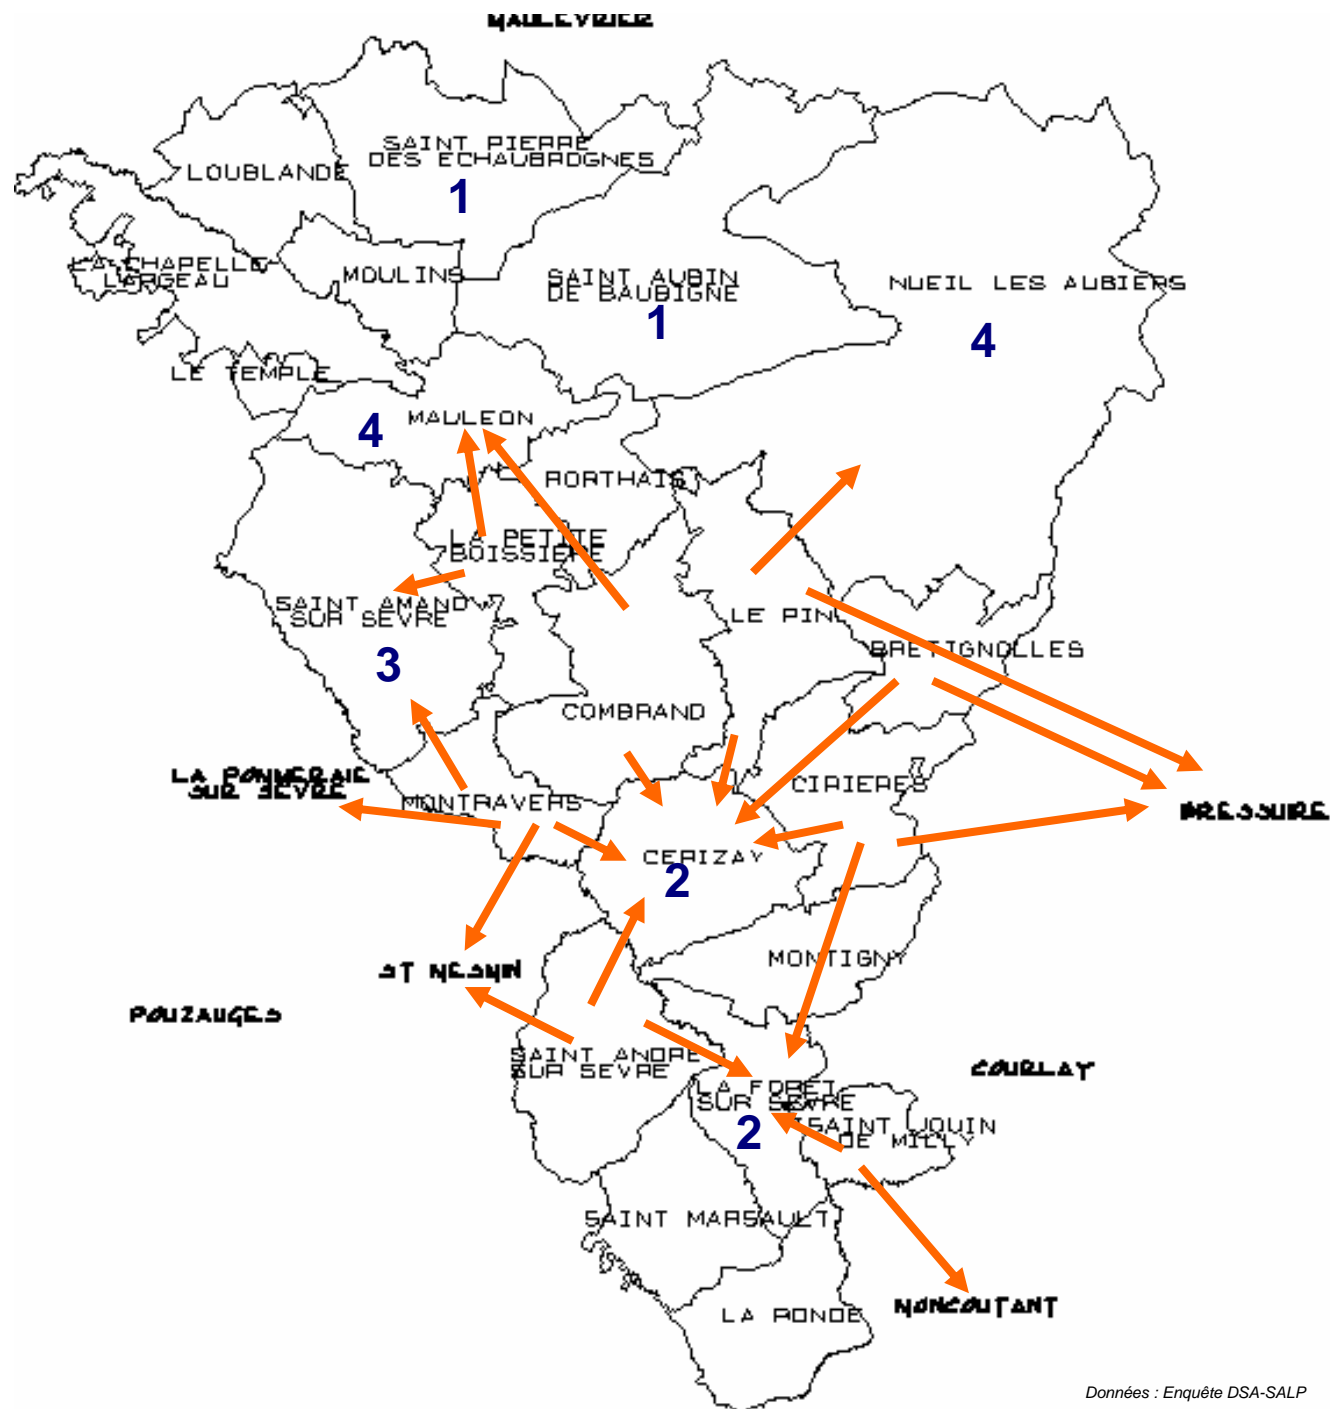 MAULEVRIER
SAINT PIERRE
DES ECHAUBROGNES
LOUBLANDE
1
LA CHAPELLE
LARGEAU
MOULINS
SAINT AUBIN
DE BAUBIGNE
NUEIL LES AUBIERS
1
4
LE TEMPLE
MAULEON
4
RORTHAIS
LA PETITE
BOISSIERE
SAINT AMAND
SUR SEVRE
LE PIN
3
BRETIGNOLLES
COMBRAND
LA POMMERAIE
SUR SEVRE
MONTRAVERS
CIRIERES
BRESSUIRE
CERIZAY
2
MONTIGNY
ST MESMIN
POUZAUGES
SAINT ANDRE
SUR SEVRE
COURLAY
LA FORET
SUR SEVRE
2
SAINT JOUIN
DE MILLY
SAINT MARSAULT
MONCOUTANT
LA RONDE
Données : Enquête DSA-SALP